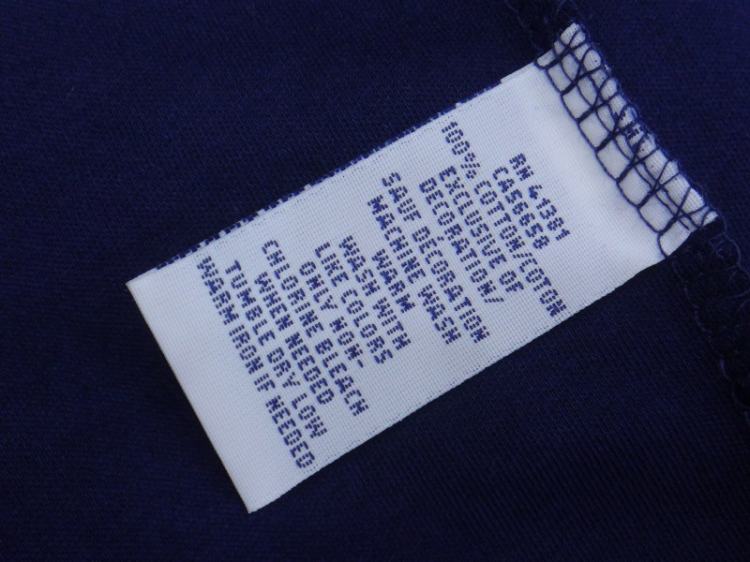 RN 41381
CA56658
100% COTTON/COTON
EXCLUSIVE OF
DECORATION/
SAUF DÉCORATION
MACHINE WASH
WARM
WASH WITH
LIKE COLORS
ONLY NON-
CHLORINE BLEACH
WHEN NEEDED
TUMBLE DRY LOW
WARM IRON IF NEEDED